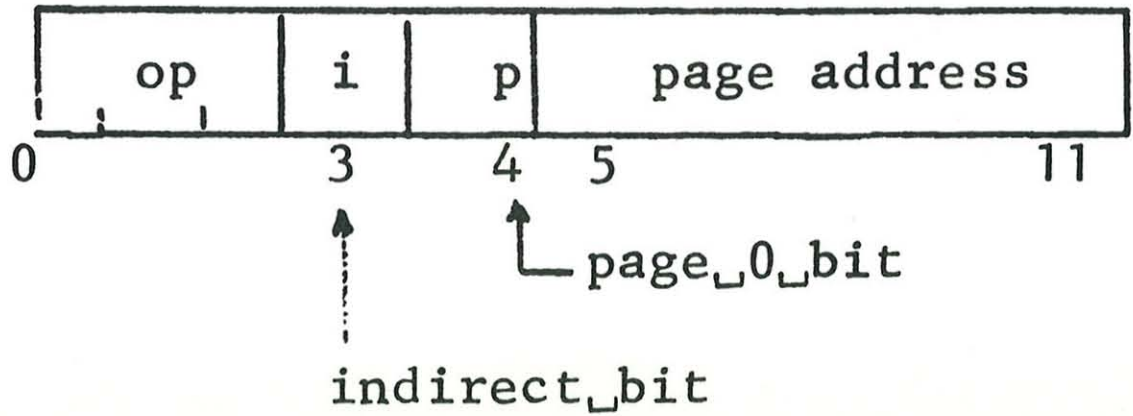 op i p page address
0 3 4 5 11
page␣0␣bit
indirect␣bit